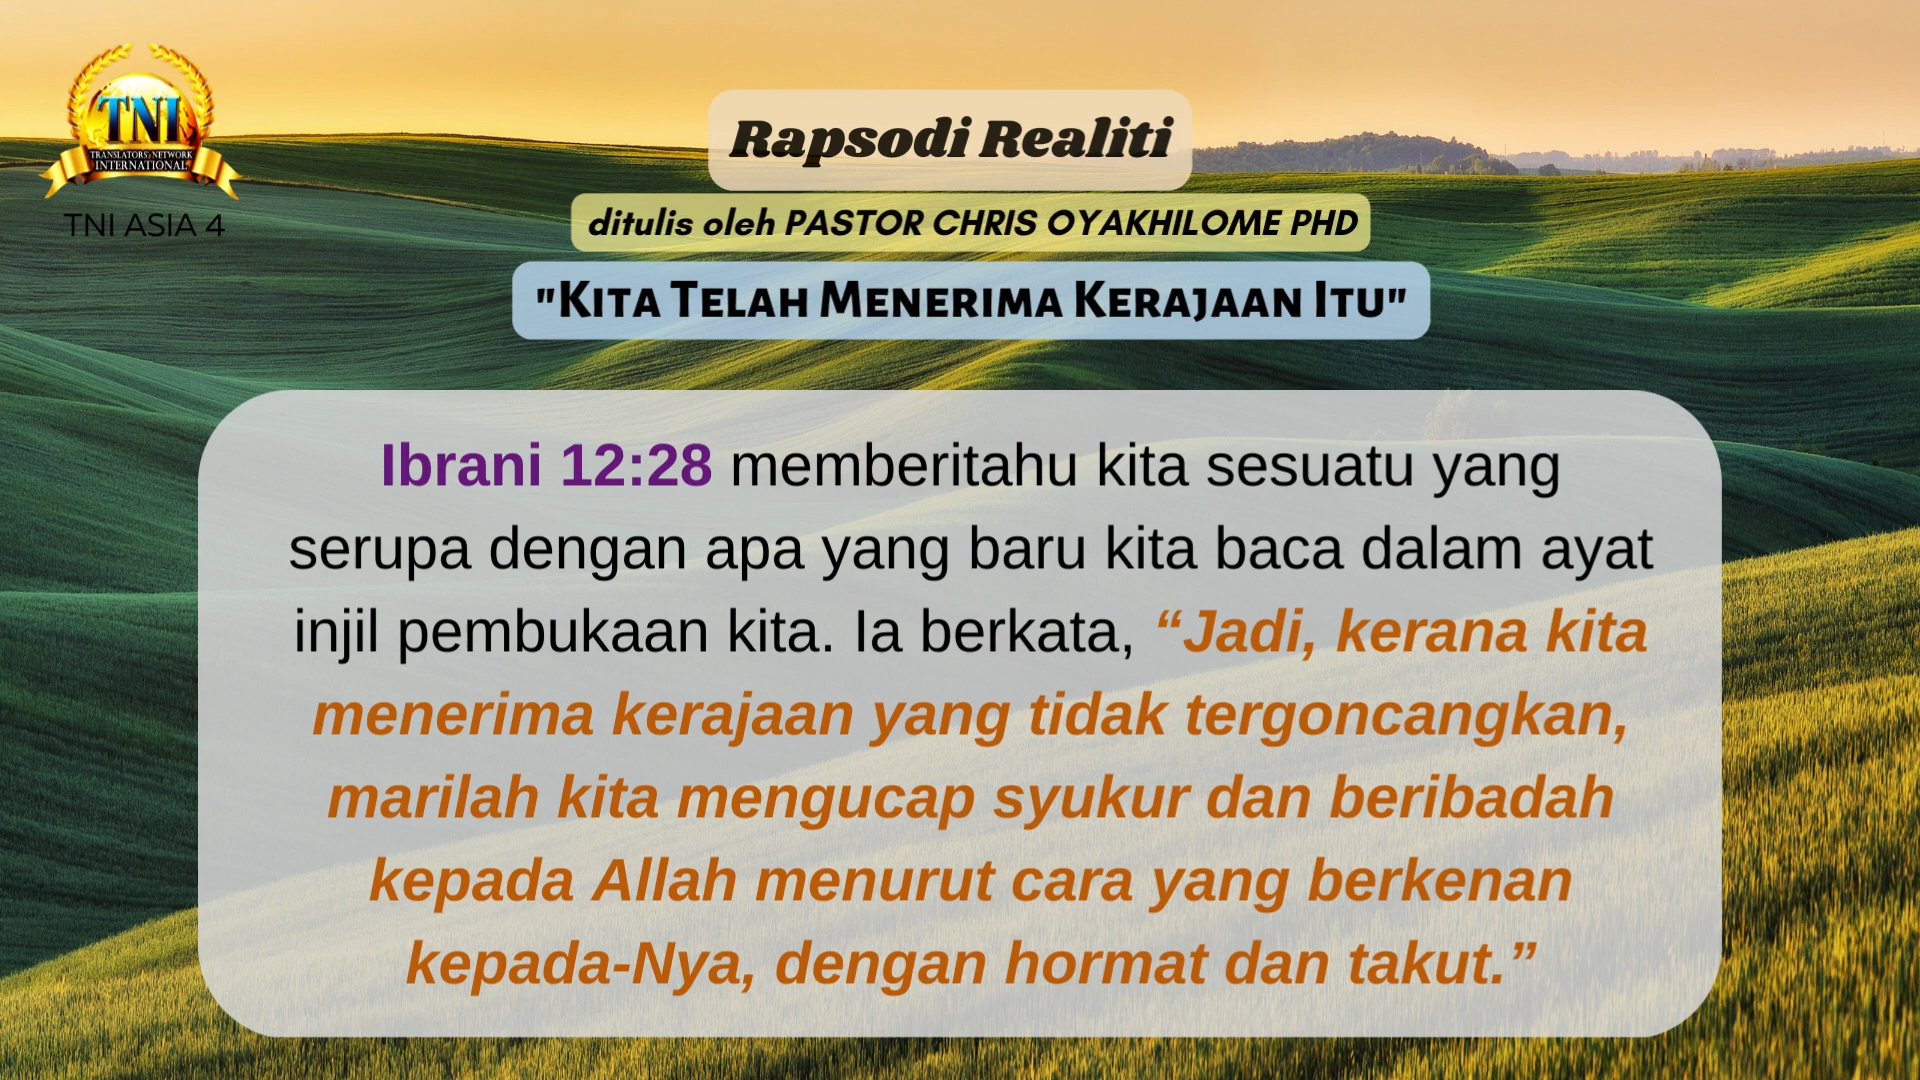 TNI
TRANSLATORS NETWORK
INTERNATIONAL
TNI ASIA 4
Rapsodi Realiti
ditulis oleh PASTOR CHRIS OYAKHILOME PHD
"Kita Telah Menerima Kerajaan Itu"
Ibrani 12:28 memberitahu kita sesuatu yang
serupa dengan apa yang baru kita baca dalam ayat
injil pembukaan kita. Ia berkata, “Jadi, kerana kita
menerima kerajaan yang tidak tergoncangkan,
marilah kita mengucap syukur dan beribadah
kepada Allah menurut cara yang berkenan
kepada-Nya, dengan hormat dan takut.”